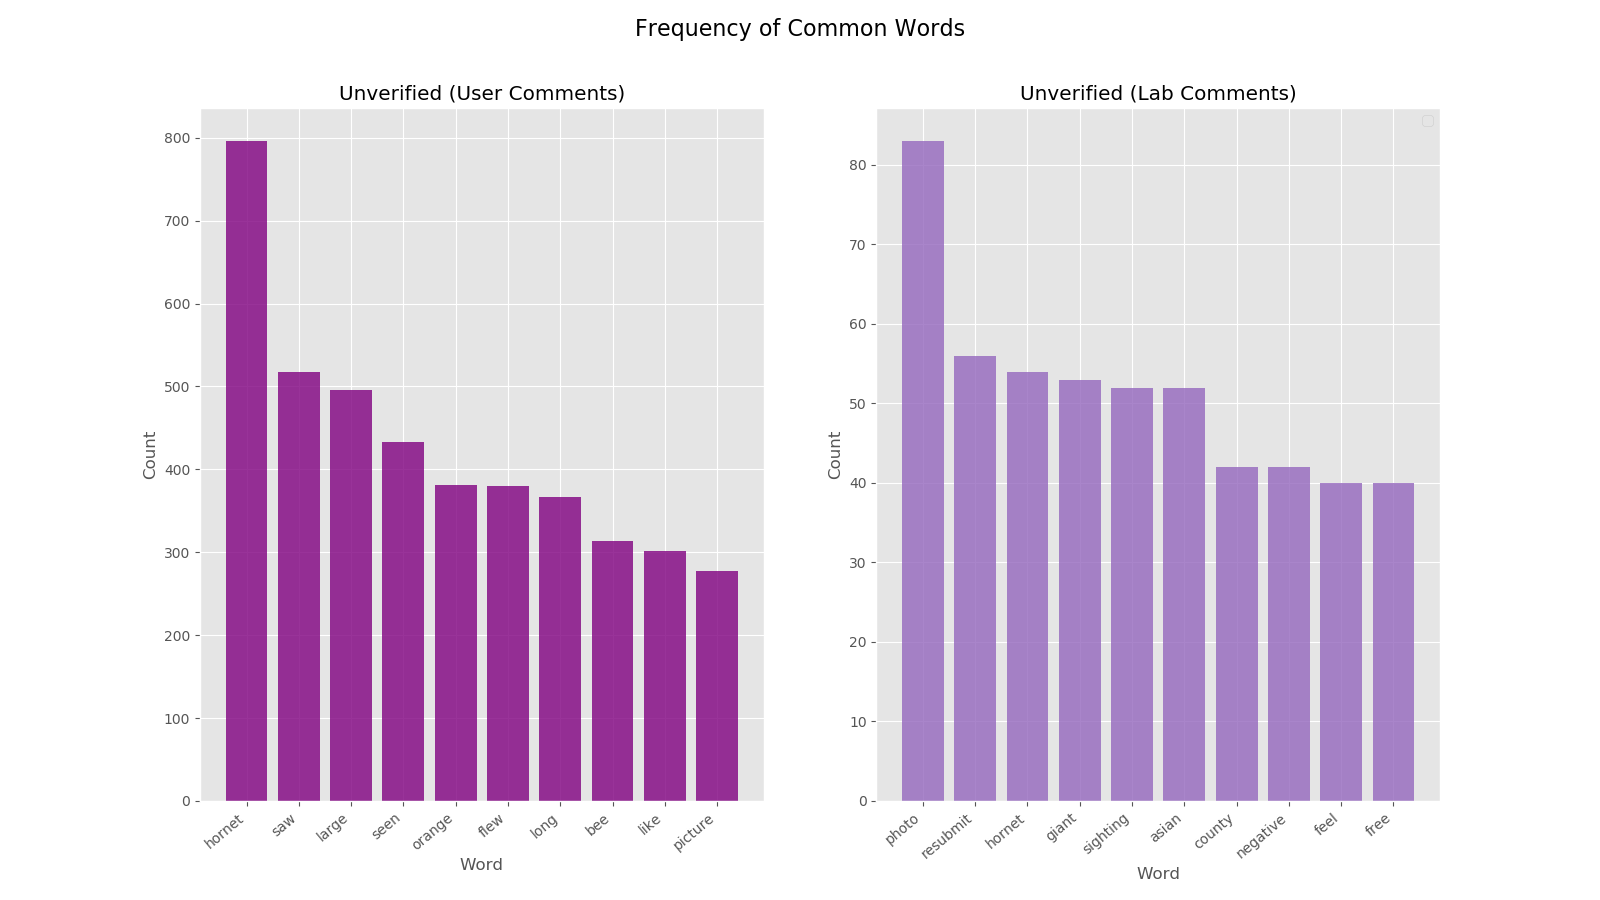 Frequency of Common Words
Unverified (User Comments)
800
700
600
500
400
300
200
100
0
Count
hornet
saw
large
seen
orange
flew
long
bee
like
picture
Word
Unverified (Lab Comments)
80
70
60
50
40
30
20
10
0
Count
photo
resubmit
hornet
giant
sighting
asian
county
negative
feel
free
Word